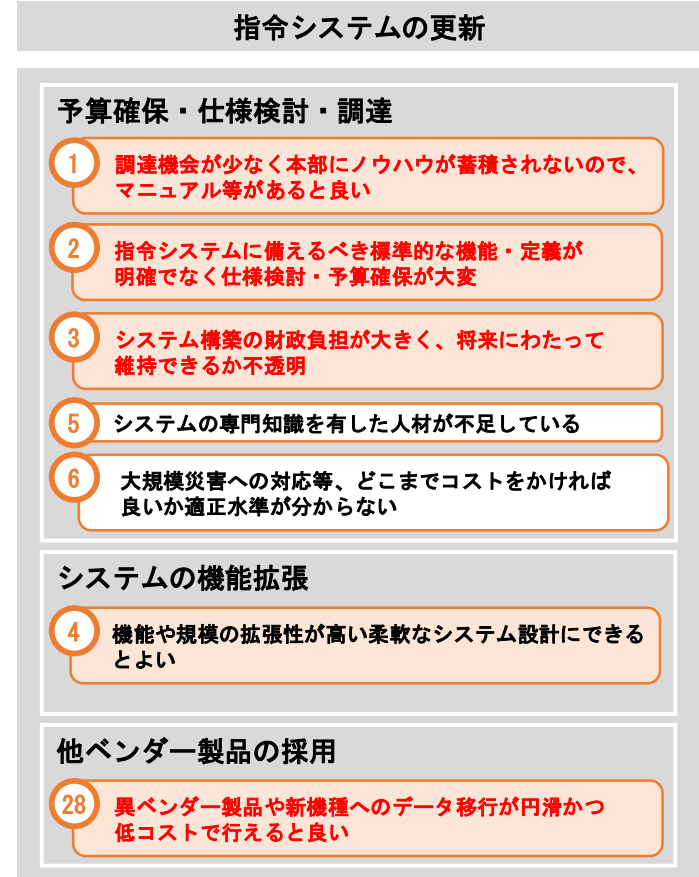 指令システムの更新
予算確保・仕様検討・調達
1
調達機会が少なく本部にノウハウが蓄積されないので、
マニュアル等があると良い
2
指令システムに備えるべき標準的な機能・定義が
明確でなく仕様検討・予算確保が大変
3
システム構築の財政負担が大きく、将来にわたって
維持できるか不透明
5
システムの専門知識を有した人材が不足している
6
大規模災害への対応等、どこまでコストをかければ
良いか適正水準が分からない
システムの機能拡張
4
機能や規模の拡張性が高い柔軟なシステム設計にできる
とよい
他ベンダー製品の採用
28
異ベンダー製品や新機種へのデータ移行が円滑かつ
低コストで行えると良い